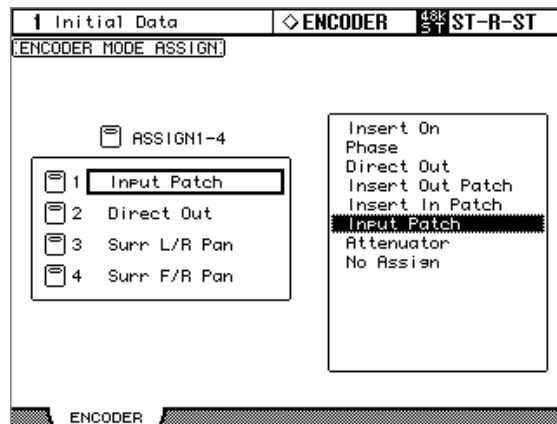 1 Initial Data ◇ENCODER 48k ST ST-R-ST
ENCODER MODE ASSIGN
ASSIGN1-4
1 Input Patch
2 Direct Out
3 Surr L/R Pan
4 Surr F/R Pan
Insert On
Phase
Direct Out
Insert Out Patch
Insert In Patch
Input Patch
Attenuator
No Assign
ENCODER